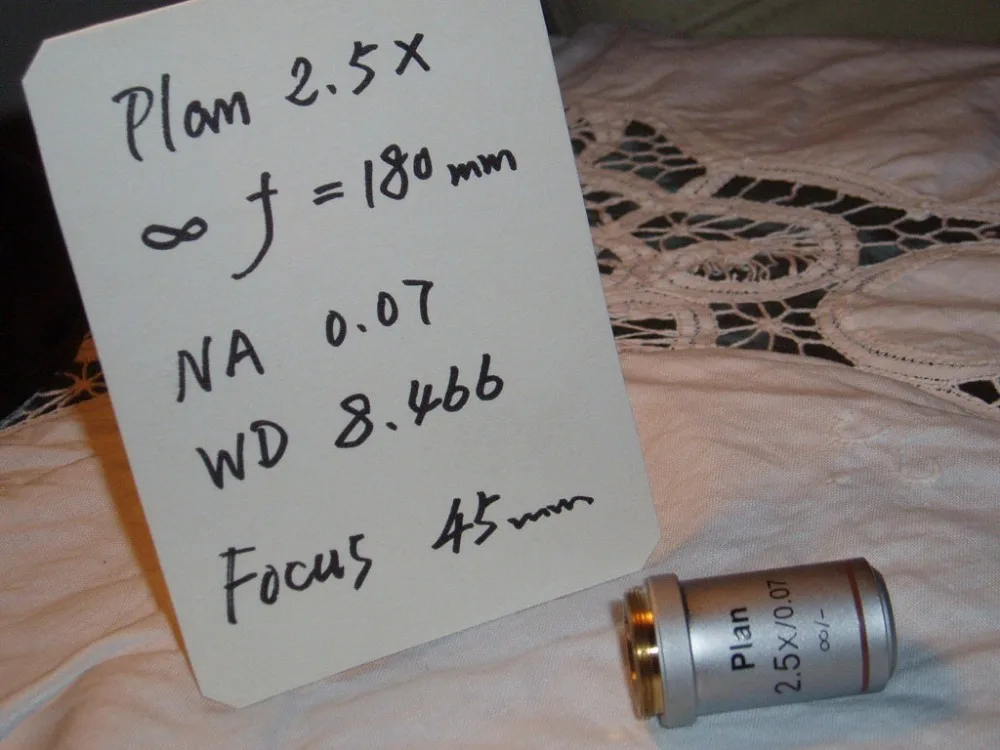 Plan 2.5X
∞ f = 180 mm
NA 0.07
WD 8.466
Focus 45mm
Plan
2.5X/0.07
∞/-